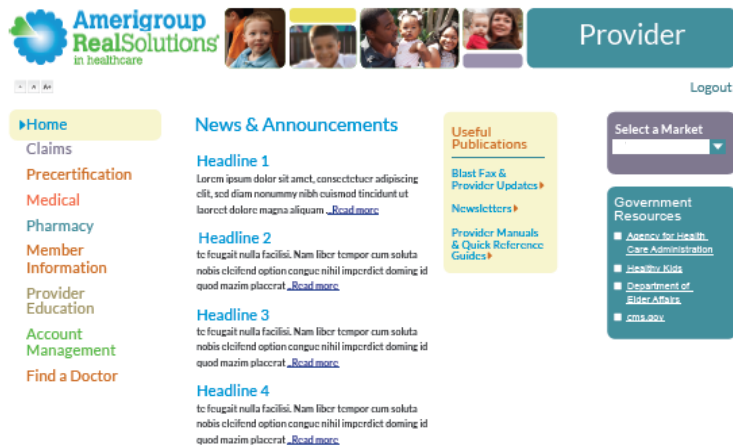 Amerigroup
RealSolutions
in healthcare
Provider
- A A+
Logout
Home
Claims
Precertification
Medical
Pharmacy
Member
Information
Provider
Education
Account
Management
Find a Doctor
News & Announcements
Headline 1
Lorem ipsum dolor sit amet, consectetuer adipiscing
elit, sed diam nonummy nibh euismod tincidunt ut
laoreet dolore magna aliquam ...Read more
Headline 2
te feugait nulla facilisi. Nam liber tempor cum soluta
nobis eleifend option congue nihil imperdiet doming id
quod mazim placerat ...Read more
Headline 3
te feugait nulla facilisi. Nam liber tempor cum soluta
nobis eleifend option congue nihil imperdiet doming id
quod mazim placerat ...Read more
Headline 4
te feugait nulla facilisi. Nam liber tempor cum soluta
nobis eleifend option congue nihil imperdiet doming id
quod mazim placerat ...Read more
Useful
Publications
Blast Fax &
Provider Updates
Newsletters
Provider Manuals
& Quick Reference
Guides
Select a Market
Government
Resources
Agency for Health
Care Administration
Healthy Kids
Department of
Elder Affairs
cms.gov